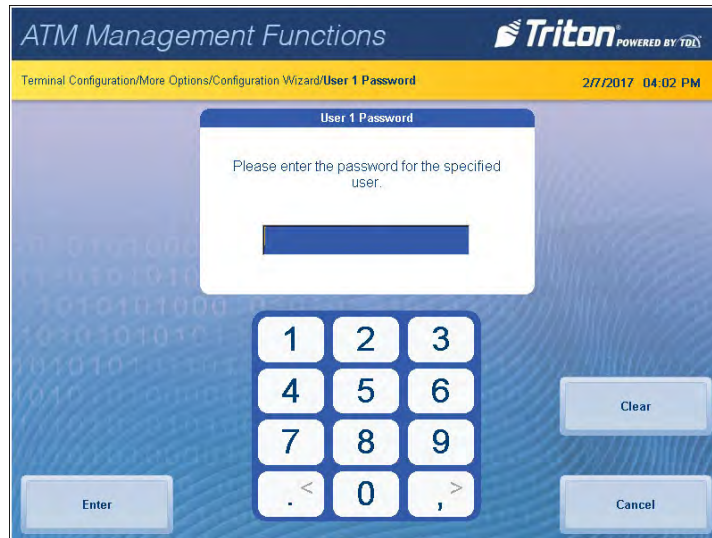 ATM Management Functions
Triton® POWERED BY TDL
Terminal Configuration/More Options/Configuration Wizard/User 1 Password
2/7/2017 04:02 PM
User 1 Password
Please enter the password for the specified
user.
1 2 3
4 5 6
7 8 9
. < 0 , >
Clear
Enter
Cancel